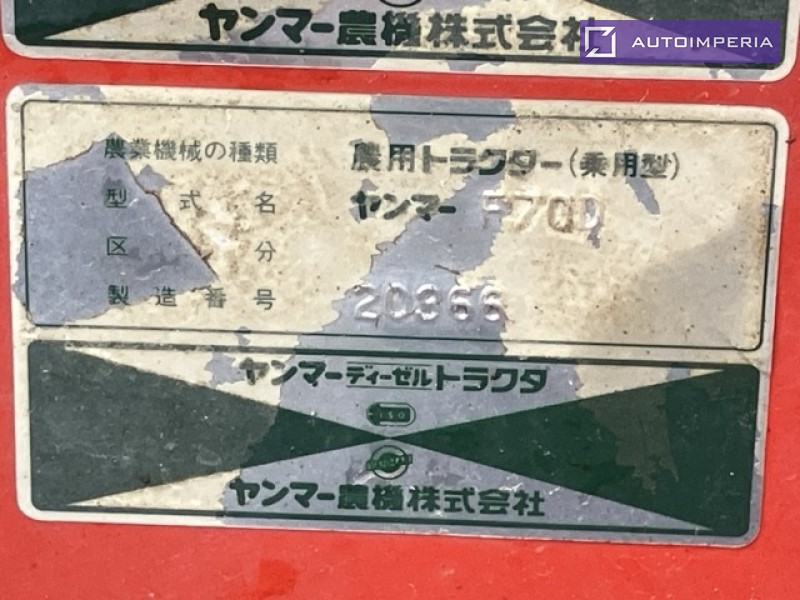 ヤンマー農機株式会社
AUTOIMPERIA
農業機械の種類 農用トラクター(乗用型)
型式名 ヤンマー F70D
区分
製造番号 20366
ヤンマーディーゼルトラクタ
ヤンマー農機株式会社